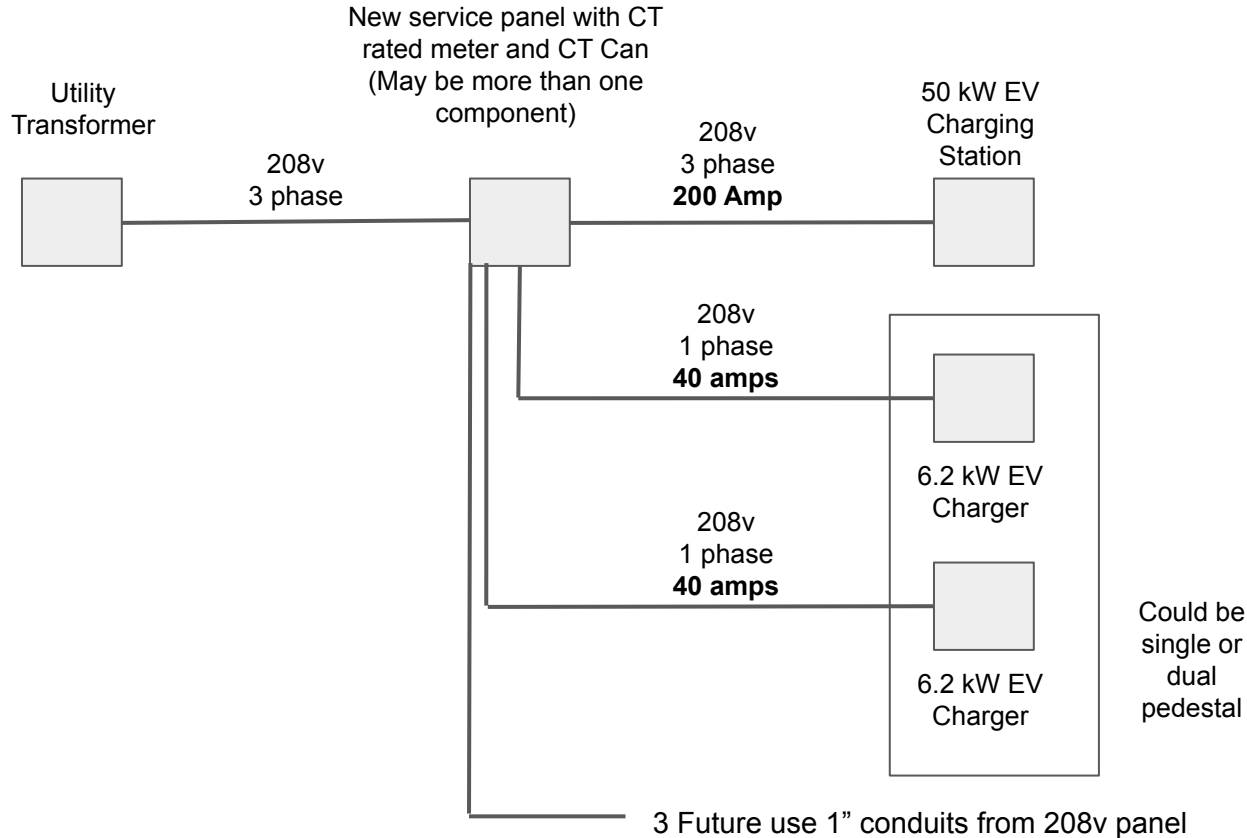 New service panel with CT
rated meter and CT Can
(May be more than one
component)
Utility
Transformer
50 kW EV
Charging
Station
208v
3 phase
208v
3 phase
200 Amp
208v
1 phase
40 amps
6.2 kW EV
Charger
208v
1 phase
40 amps
6.2 kW EV
Charger
Could be
single or
dual
pedestal
3 Future use 1” conduits from 208v panel